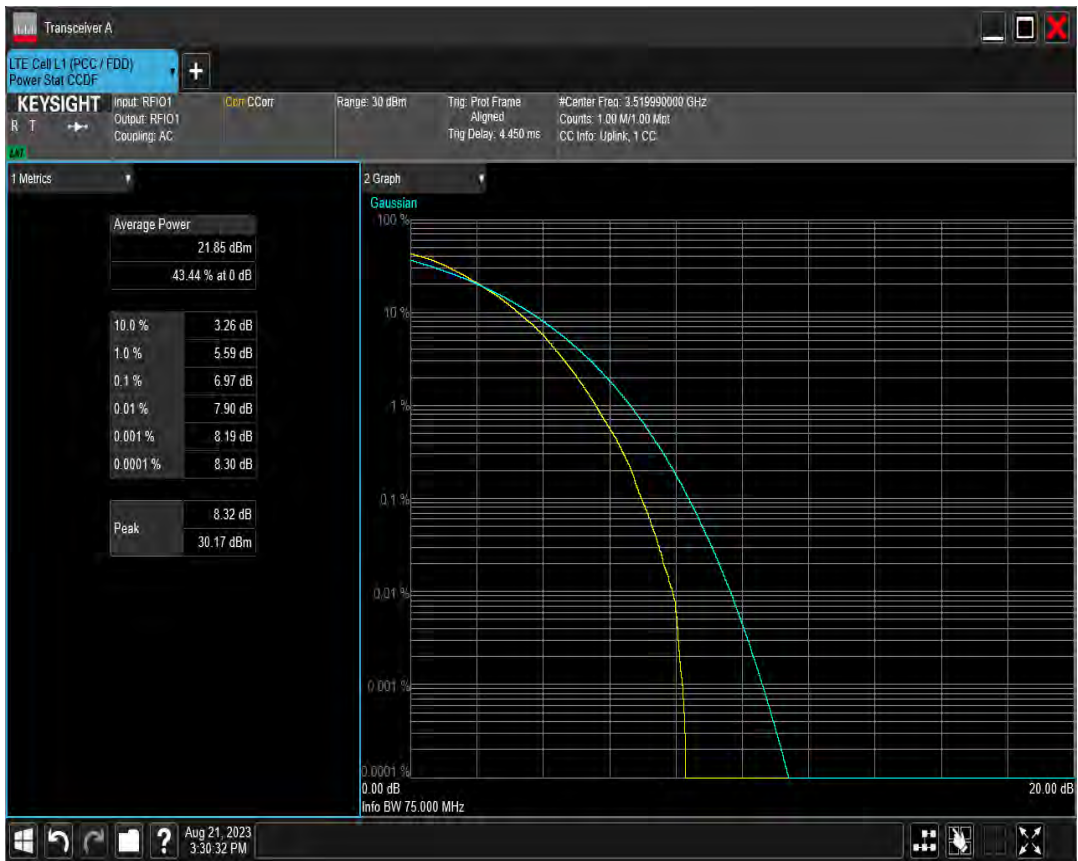 Transceiver A
LTE Cell L1 (PCC / FDD)
Power Stat CCDF
+
KEYSIGHT
R T
LXI
Input: RFIO1
Output: RFIO1
Coupling: AC
Corr CCorr
Range: 30 dBm
Trig: Prot Frame
Aligned
Trig Delay: 4.450 ms
#Center Freq: 3.519990000 GHz
Counts: 1.00 M/1.00 Mpt
CC Info: Uplink, 1 CC
1 Metrics
Average Power
21.85 dBm
43.44 % at 0 dB
10.0 % 3.26 dB
1.0 % 5.59 dB
0.1 % 6.97 dB
0.01 % 7.90 dB
0.001 % 8.19 dB
0.0001 % 8.30 dB
Peak
8.32 dB
30.17 dBm
2 Graph
Gaussian
100 %
10 %
1 %
0.1 %
0.01 %
0.001 %
0.0001 %
0.00 dB 20.00 dB
Info BW 75.000 MHz
?
Aug 21, 2023
3:30:32 PM